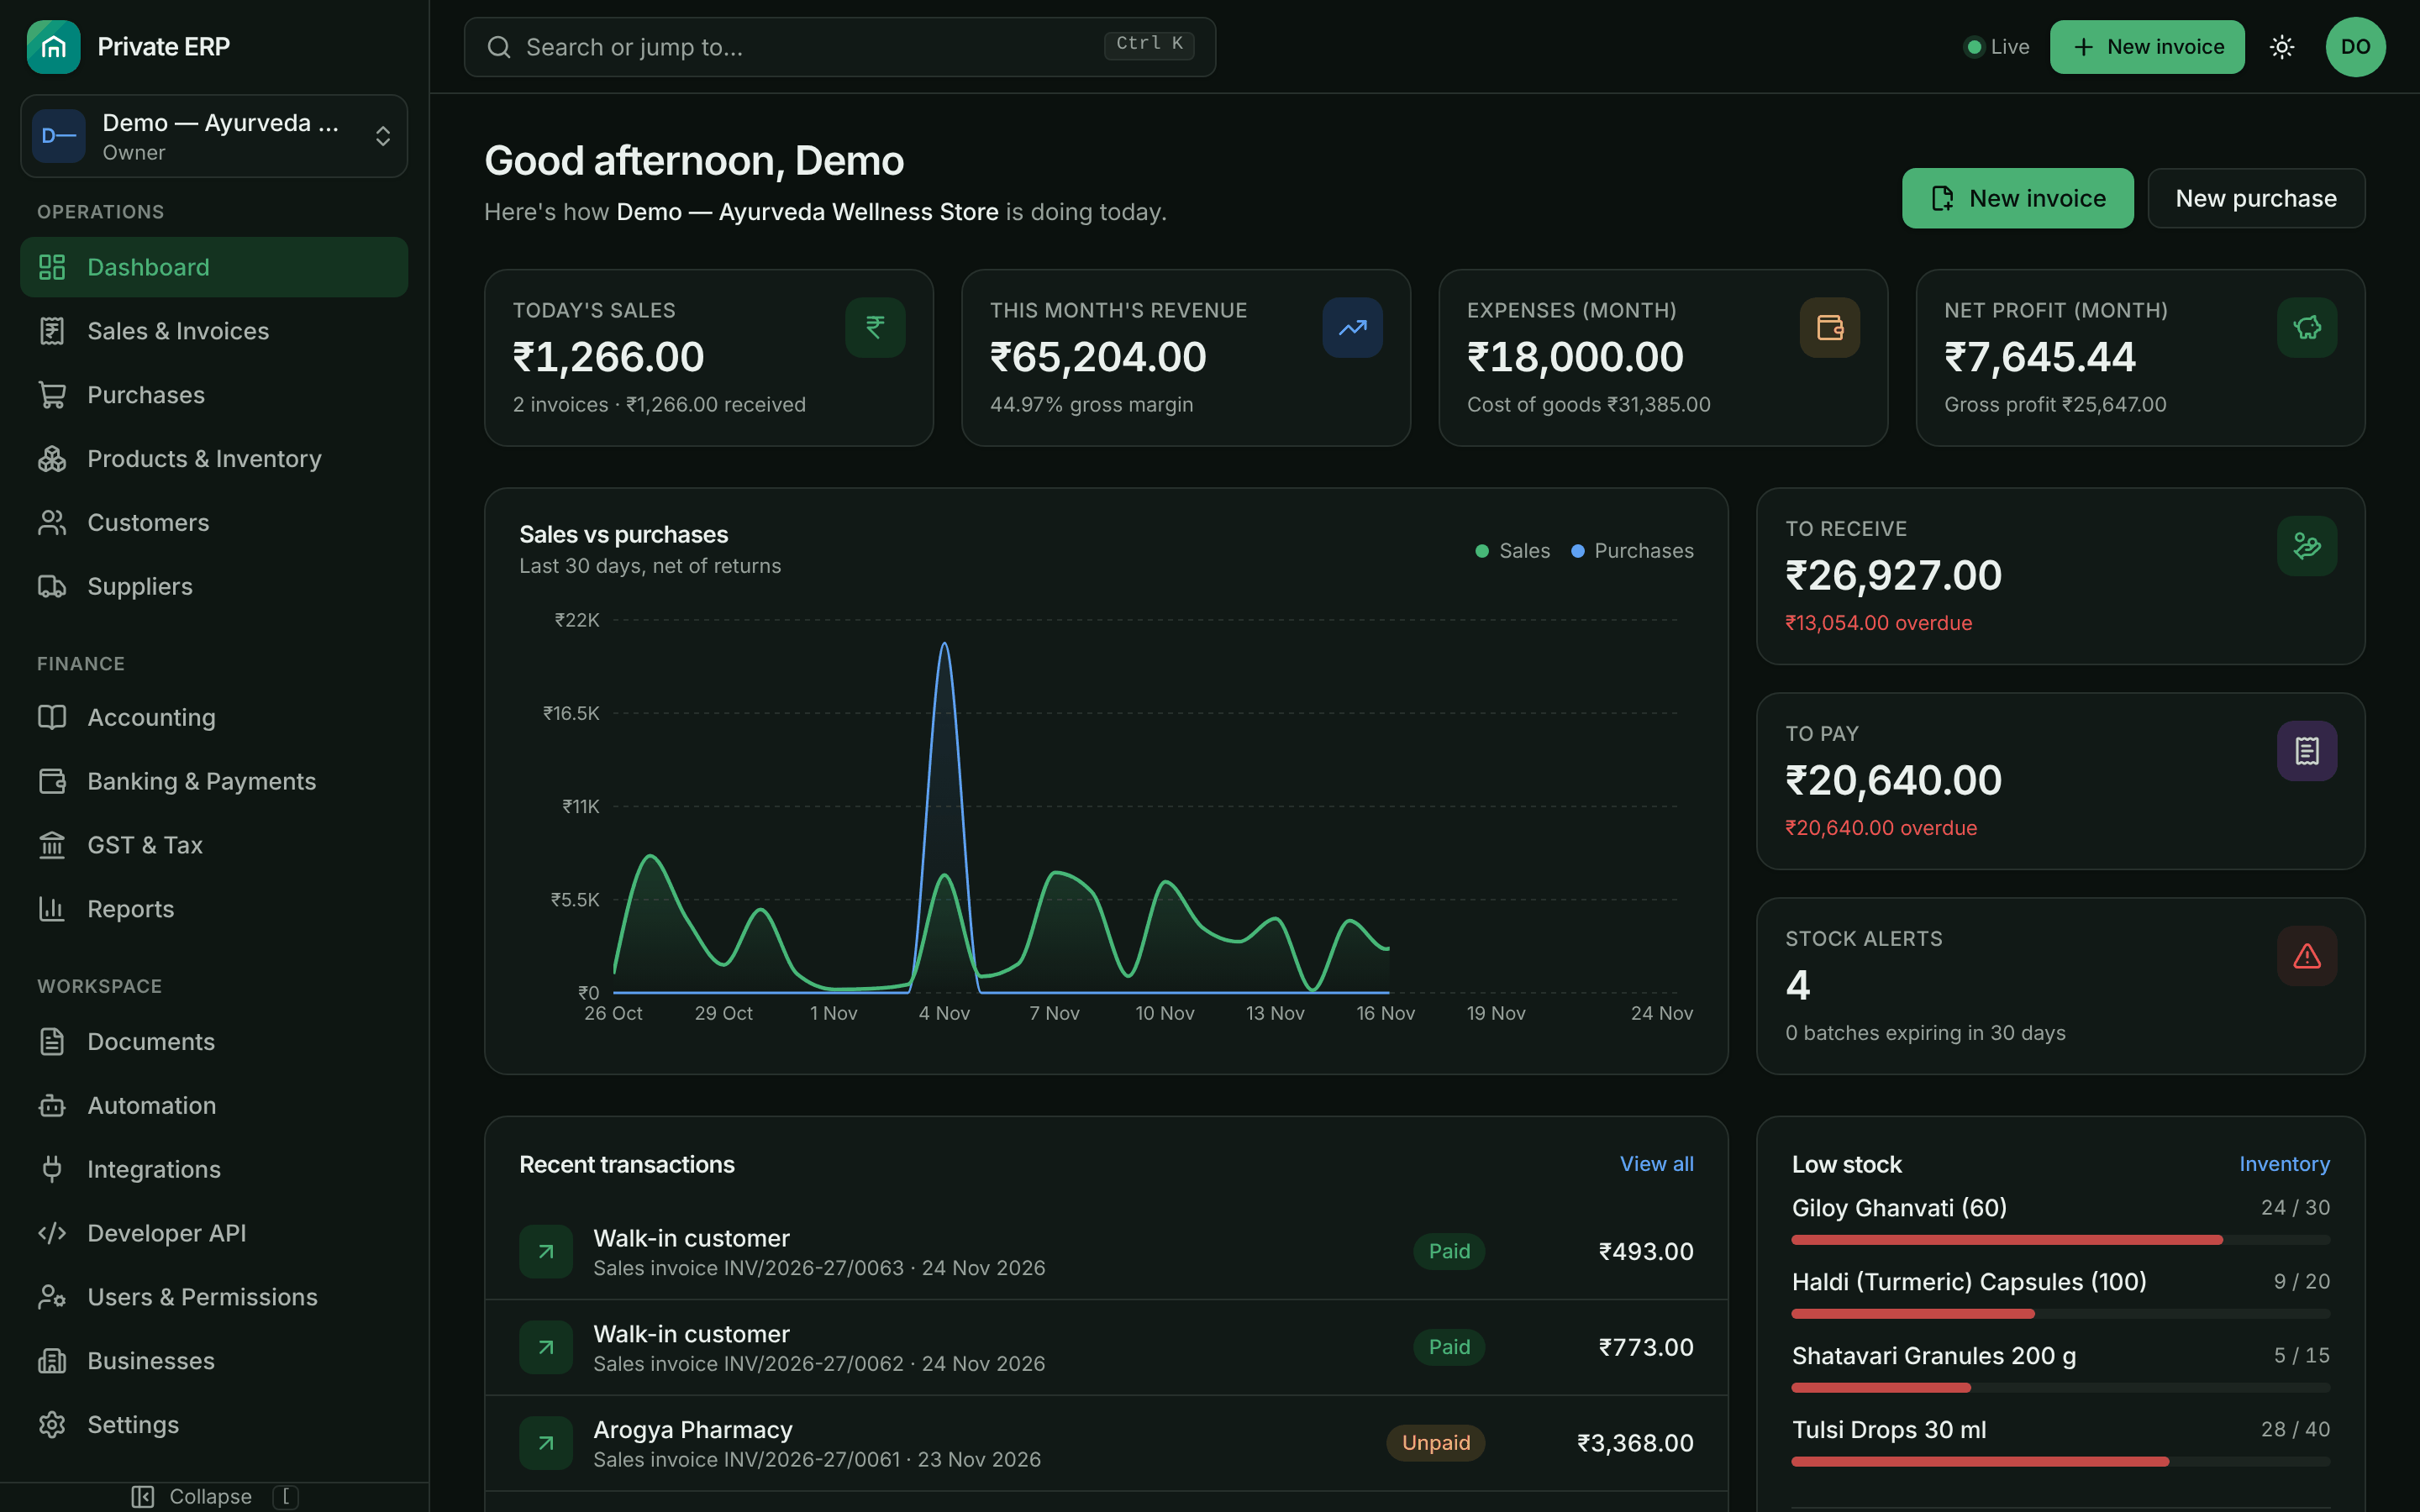 Private ERP
Demo — Ayurveda ...
Owner
OPERATIONS
Dashboard
Sales & Invoices
Purchases
Products & Inventory
Customers
Suppliers
FINANCE
Accounting
Banking & Payments
GST & Tax
Reports
WORKSPACE
Documents
Automation
Integrations
Developer API
Users & Permissions
Businesses
Settings
Collapse [
Search or jump to... Ctrl K
Live
New invoice
DO
Good afternoon, Demo
Here's how Demo — Ayurveda Wellness Store is doing today.
New invoice
New purchase
TODAY'S SALES
₹1,266.00
2 invoices · ₹1,266.00 received
THIS MONTH'S REVENUE
₹65,204.00
44.97% gross margin
EXPENSES (MONTH)
₹18,000.00
Cost of goods ₹31,385.00
NET PROFIT (MONTH)
₹7,645.44
Gross profit ₹25,647.00
Sales vs purchases
Last 30 days, net of returns
Sales Purchases
₹22K
₹16.5K
₹11K
₹5.5K
₹0
26 Oct 29 Oct 1 Nov 4 Nov 7 Nov 10 Nov 13 Nov 16 Nov 19 Nov 24 Nov
TO RECEIVE
₹26,927.00
₹13,054.00 overdue
TO PAY
₹20,640.00
₹20,640.00 overdue
STOCK ALERTS
4
0 batches expiring in 30 days
Recent transactions View all
Walk-in customer
Sales invoice INV/2026-27/0063 · 24 Nov 2026
Paid ₹493.00
Walk-in customer
Sales invoice INV/2026-27/0062 · 24 Nov 2026
Paid ₹773.00
Arogya Pharmacy
Sales invoice INV/2026-27/0061 · 23 Nov 2026
Unpaid ₹3,368.00
Low stock Inventory
Giloy Ghanvati (60) 24 / 30
Haldi (Turmeric) Capsules (100) 9 / 20
Shatavari Granules 200 g 5 / 15
Tulsi Drops 30 ml 28 / 40